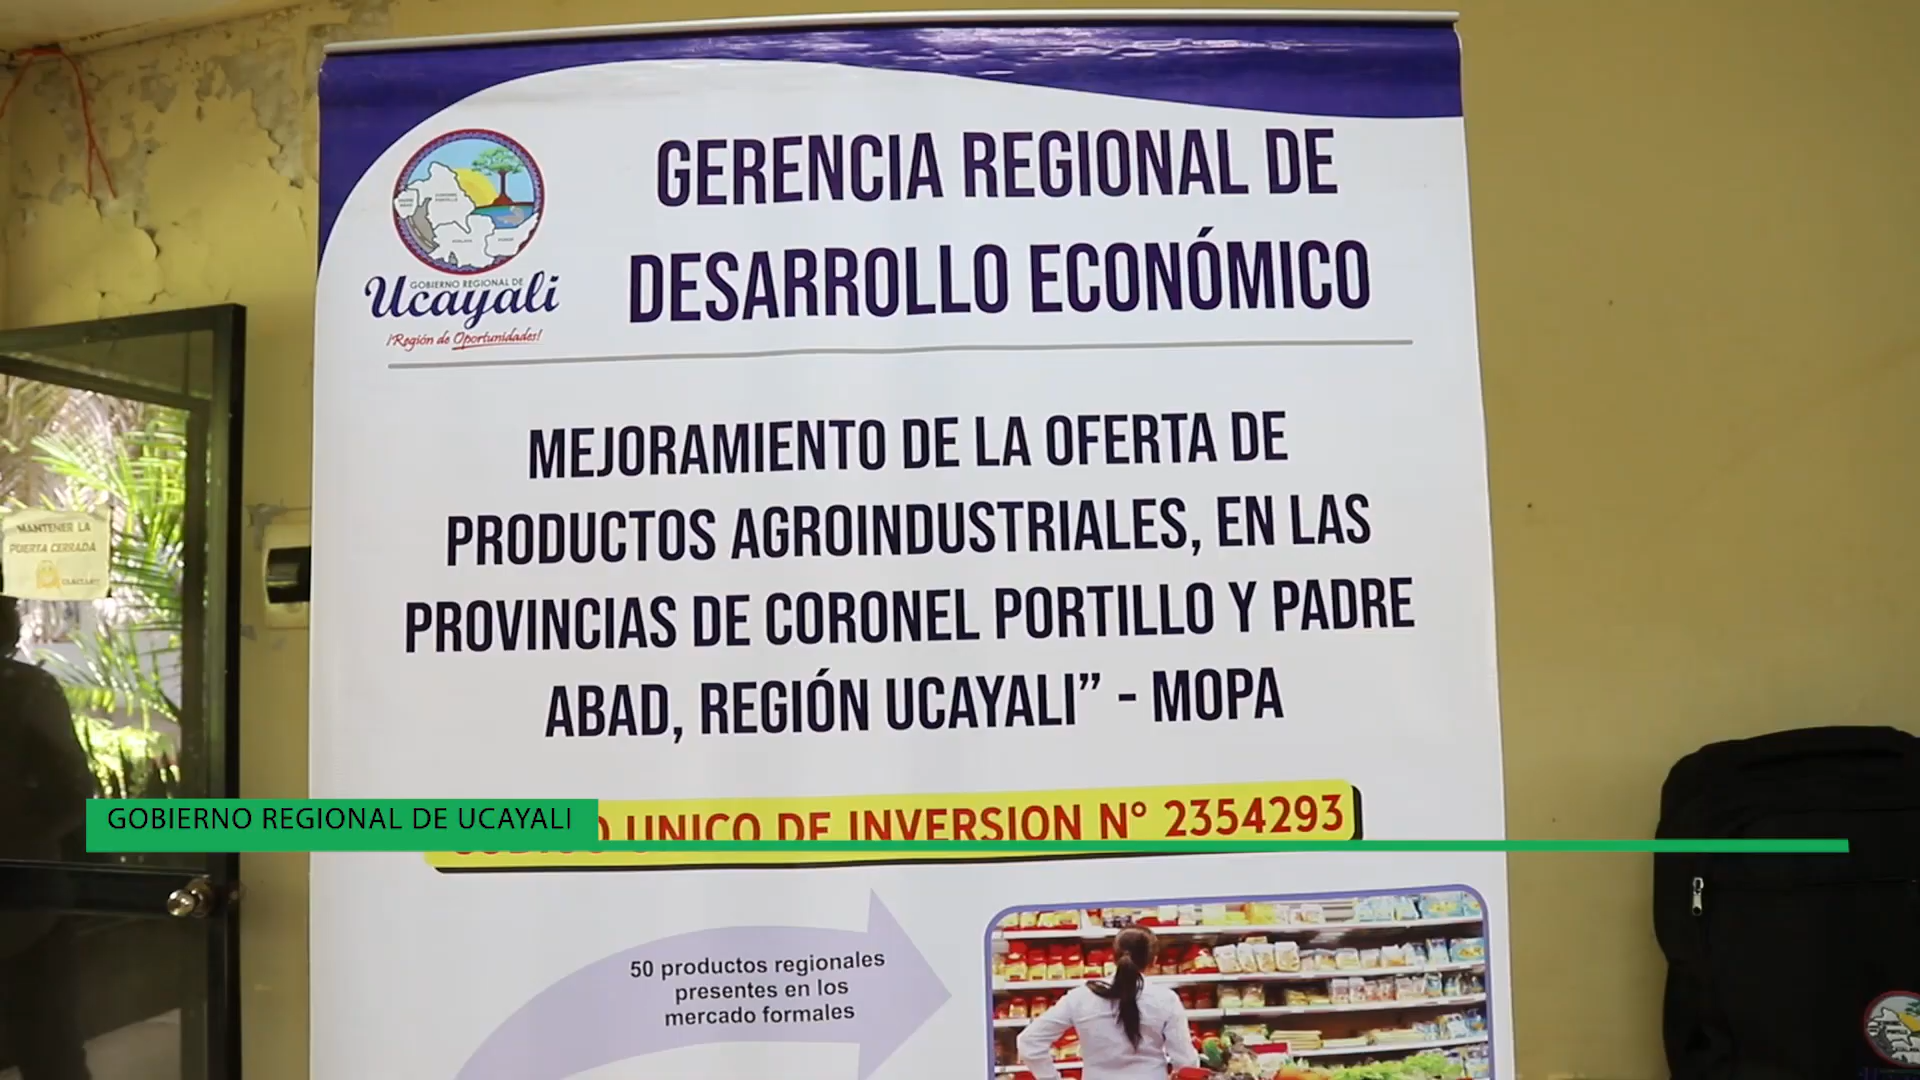 GERENCIA REGIONAL DE
DESARROLLO ECONÓMICO
GOBIERNO REGIONAL DE
Ucayali
¡Región de Oportunidades!
MEJORAMIENTO DE LA OFERTA DE
PRODUCTOS AGROINDUSTRIALES, EN LAS
PROVINCIAS DE CORONEL PORTILLO Y PADRE
ABAD, REGIÓN UCAYALI” - MOPA
MANTENER LA
PUERTA CERRADA
GOBIERNO REGIONAL DE UCAYALI
UNICO DE INVERSION N° 2354293
50 productos regionales
presentes en los
mercado formales